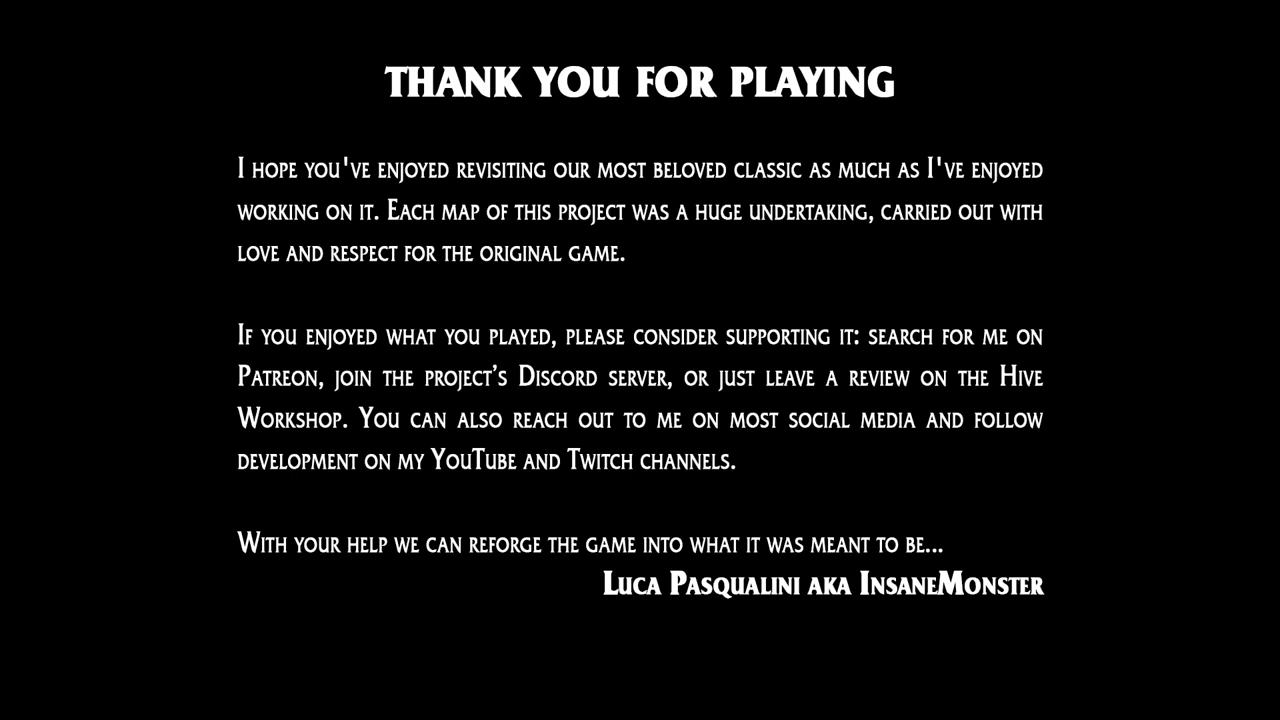 THANK YOU FOR PLAYING
I hope you've enjoyed revisiting our most beloved classic as much as I've enjoyed
working on it. Each map of this project was a huge undertaking, carried out with
love and respect for the original game.
If you enjoyed what you played, please consider supporting it: search for me on
Patreon, join the project’s Discord server, or just leave a review on the Hive
Workshop. You can also reach out to me on most social media and follow
development on my YouTube and Twitch channels.
With your help we can reforge the game into what it was meant to be...
Luca Pasqualini aka InsaneMonster